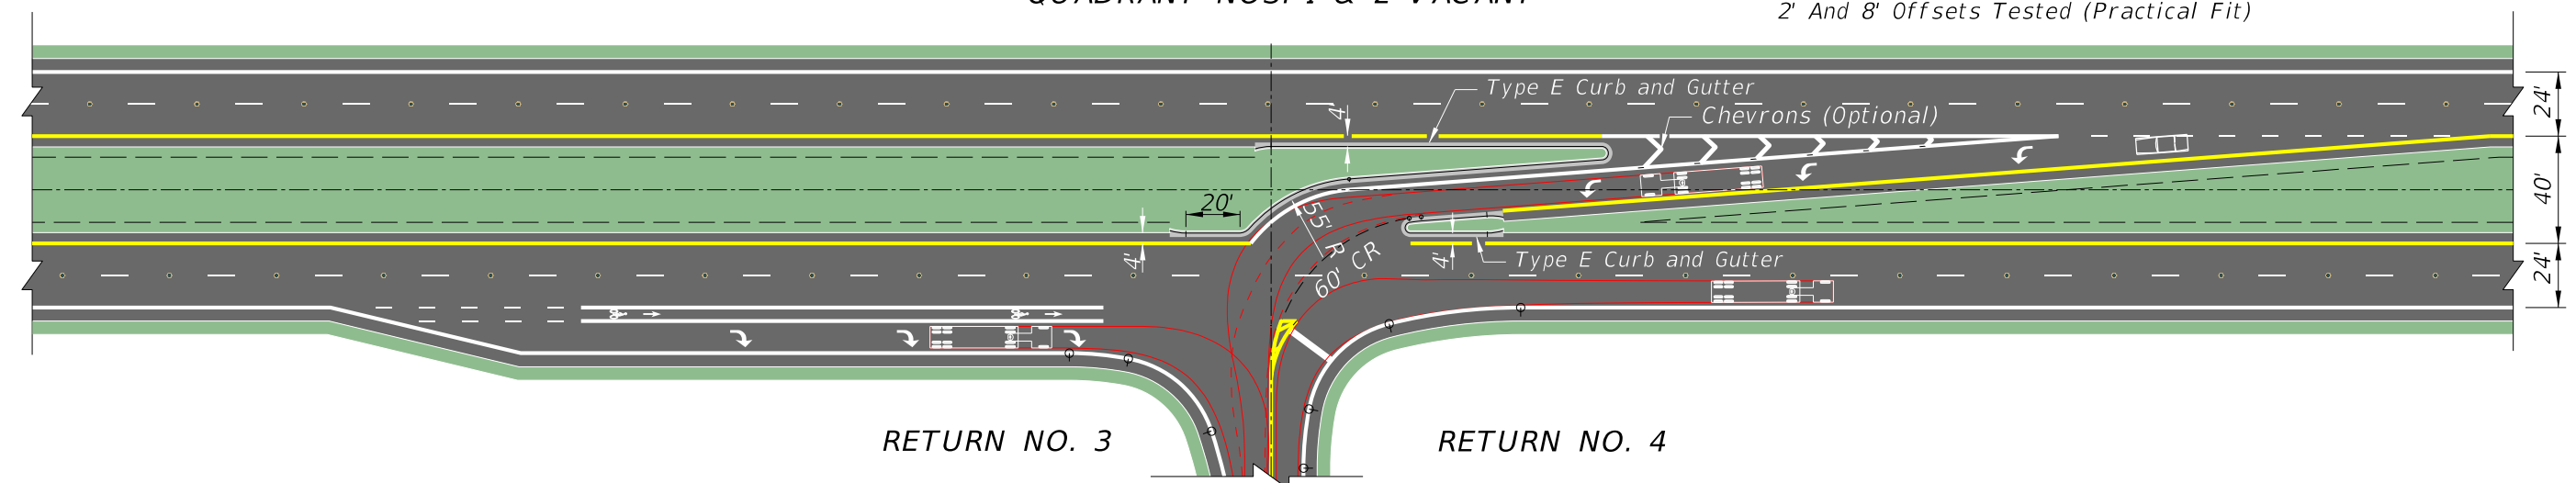 2' And 8' Offsets Tested (Practical Fit)
Type E Curb and Gutter
4'
Chevrons (Optional)
24'
20'
55' R
60' CR
40'
4'
4'
Type E Curb and Gutter
24'
RETURN NO. 3
RETURN NO. 4